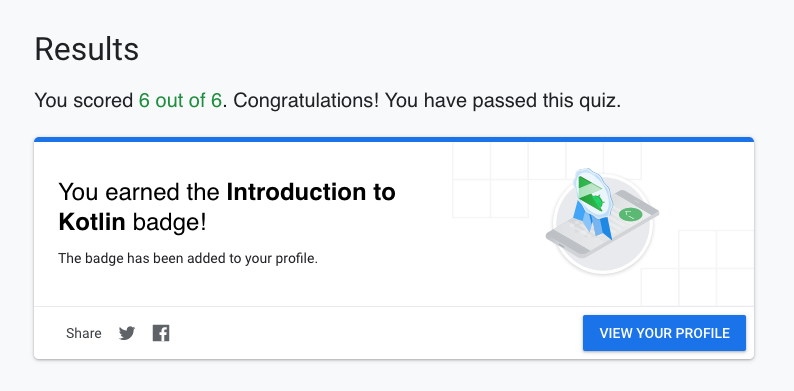 Results
You scored 6 out of 6. Congratulations! You have passed this quiz.
You earned the Introduction to
Kotlin badge!
The badge has been added to your profile.
Share
VIEW YOUR PROFILE